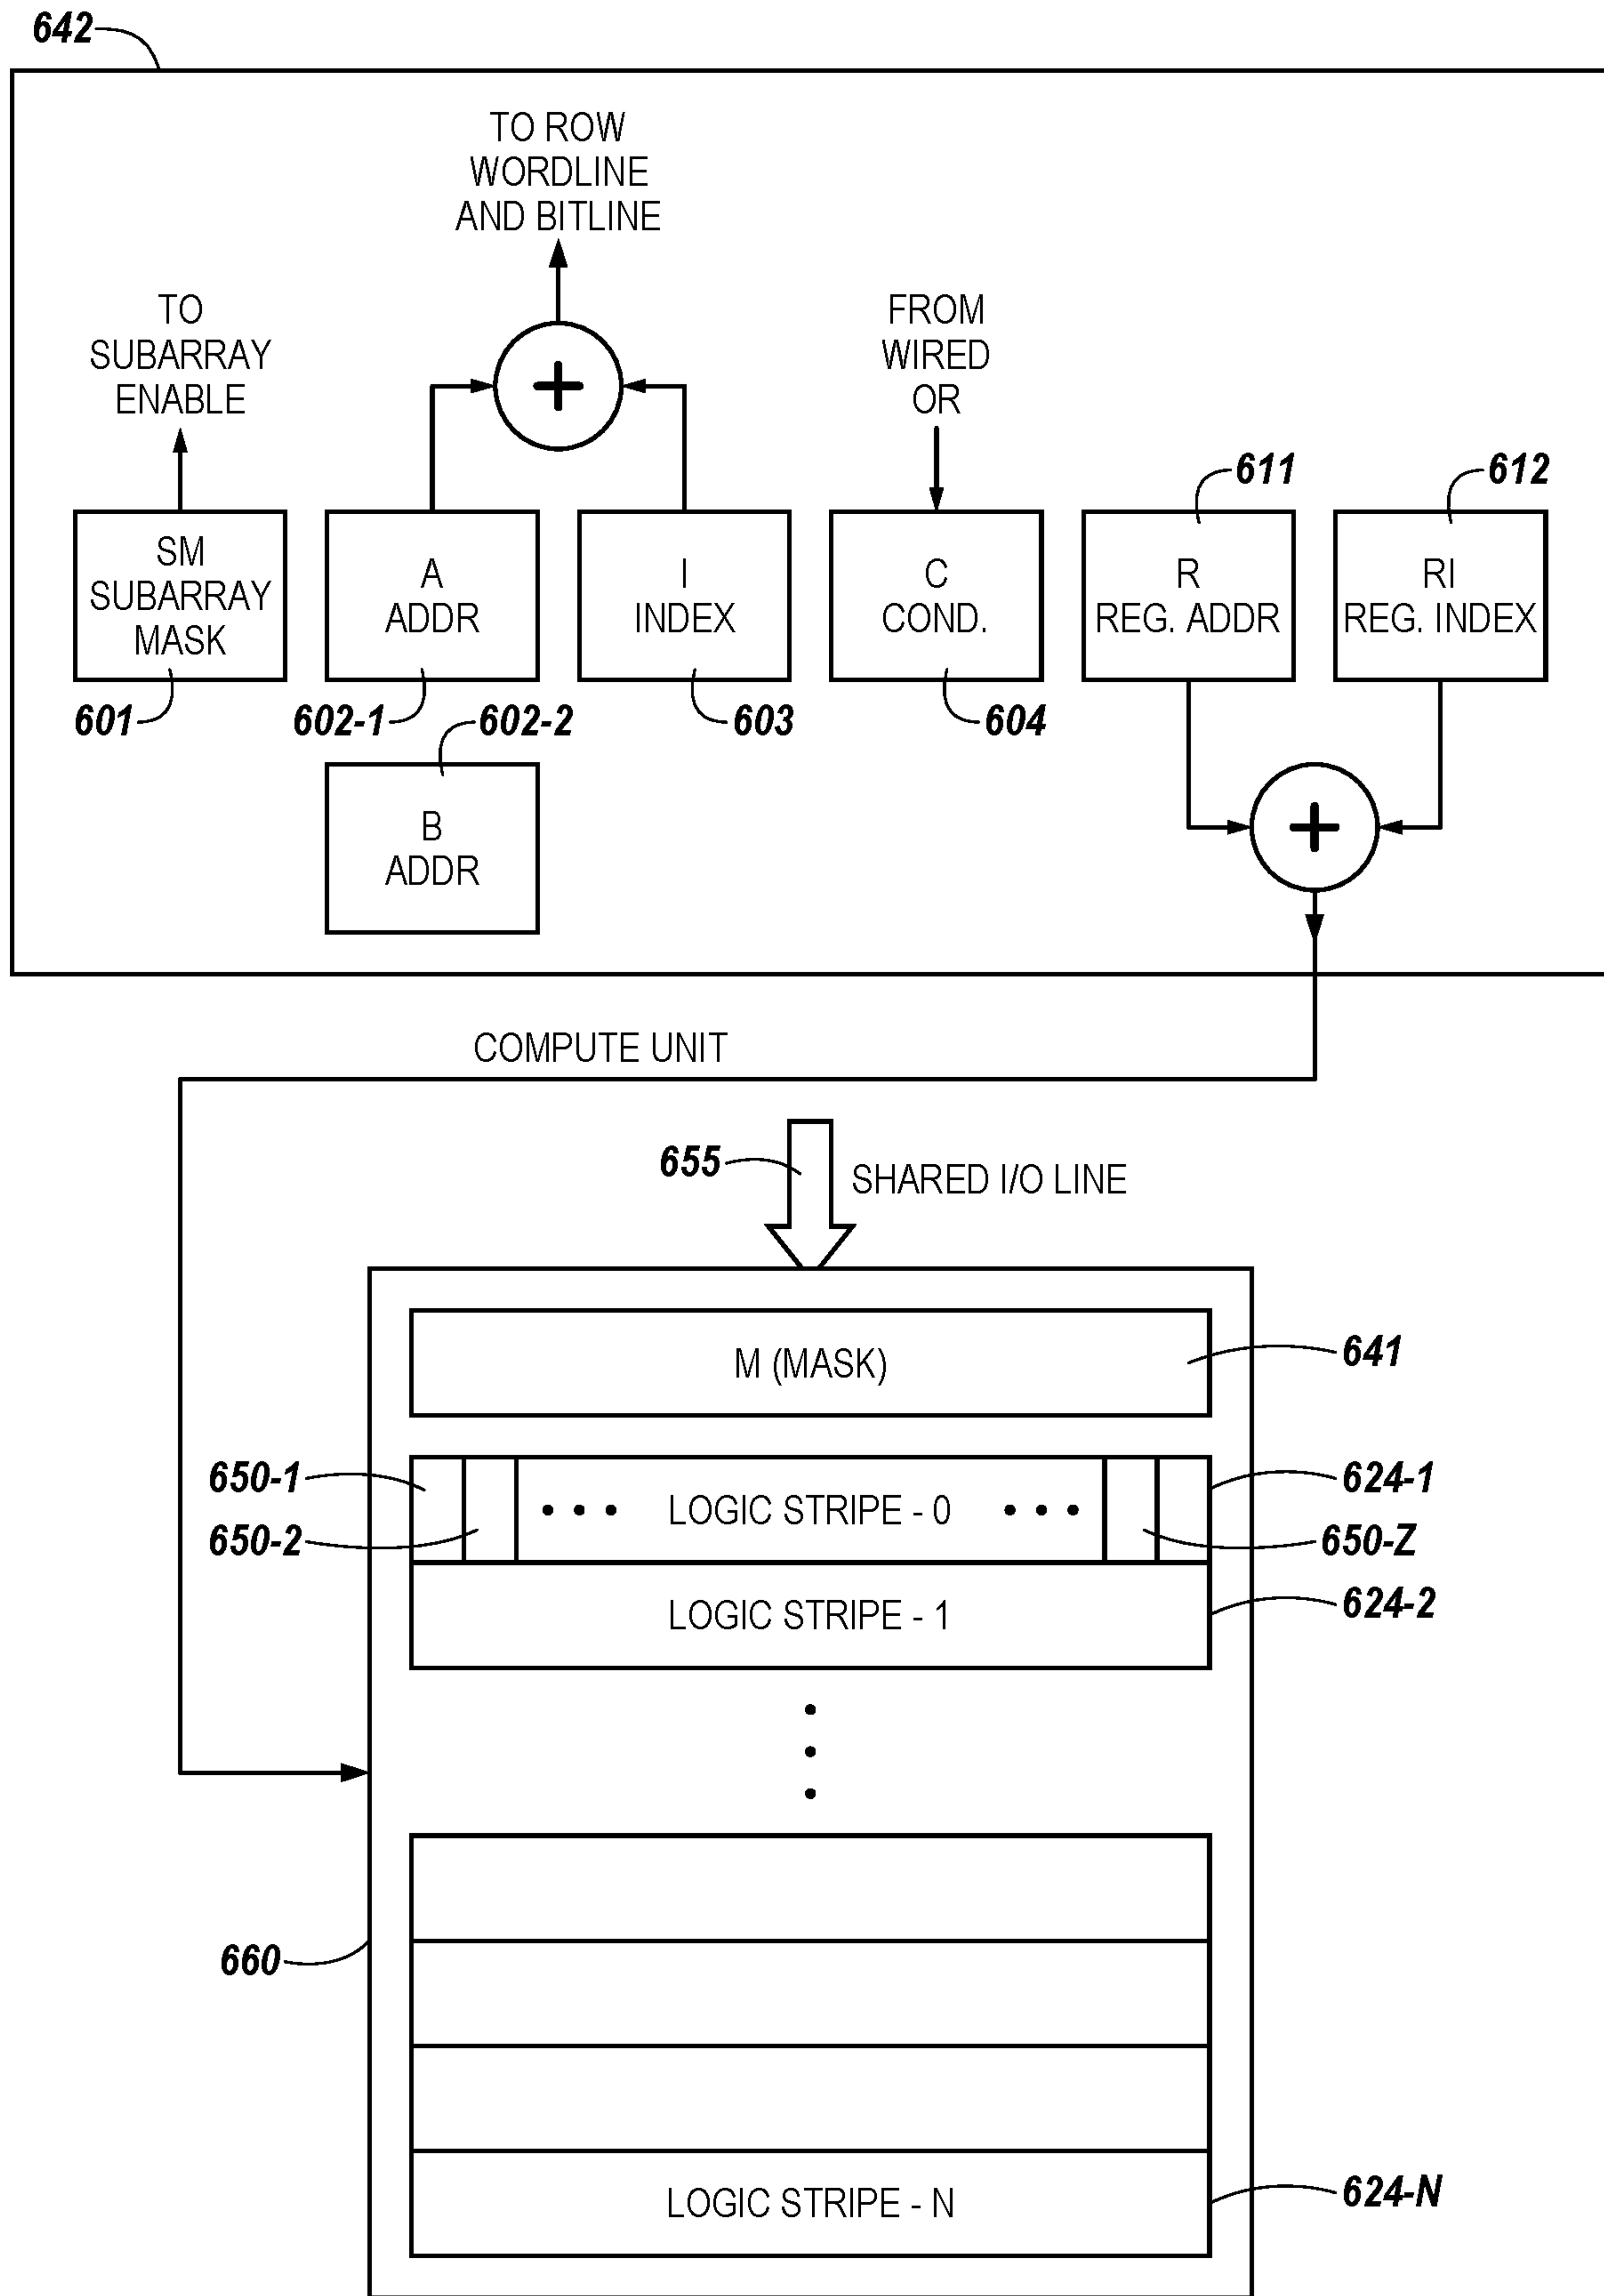 642
TO ROW
WORDLINE
AND BITLINE
TO
SUBARRAY
ENABLE
+
FROM
WIRED
OR
611
612
SM
SUBARRAY
MASK
A
ADDR
I
INDEX
C
COND.
R
REG. ADDR
RI
REG. INDEX
601
602-1
602-2
603
604
B
ADDR
+
COMPUTE UNIT
655
SHARED I/O LINE
M (MASK)
641
650-1
650-2
• • • LOGIC STRIPE - 0 • • •
624-1
650-Z
LOGIC STRIPE - 1
624-2
660
LOGIC STRIPE - N
624-N